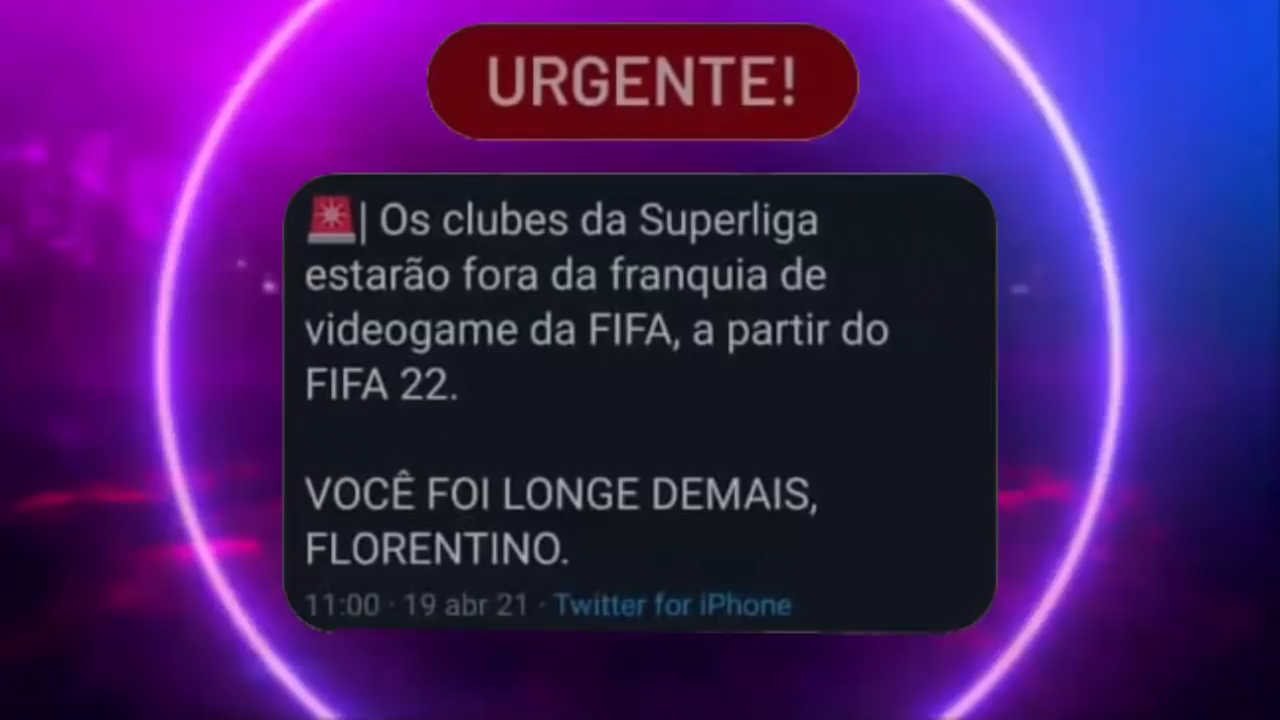 URGENTE!
🚨| Os clubes da Superliga
estarão fora da franquia de
videogame da FIFA, a partir do
FIFA 22.
VOCÊ FOI LONGE DEMAIS,
FLORENTINO.
11:00 · 19 abr 21 · Twitter for iPhone